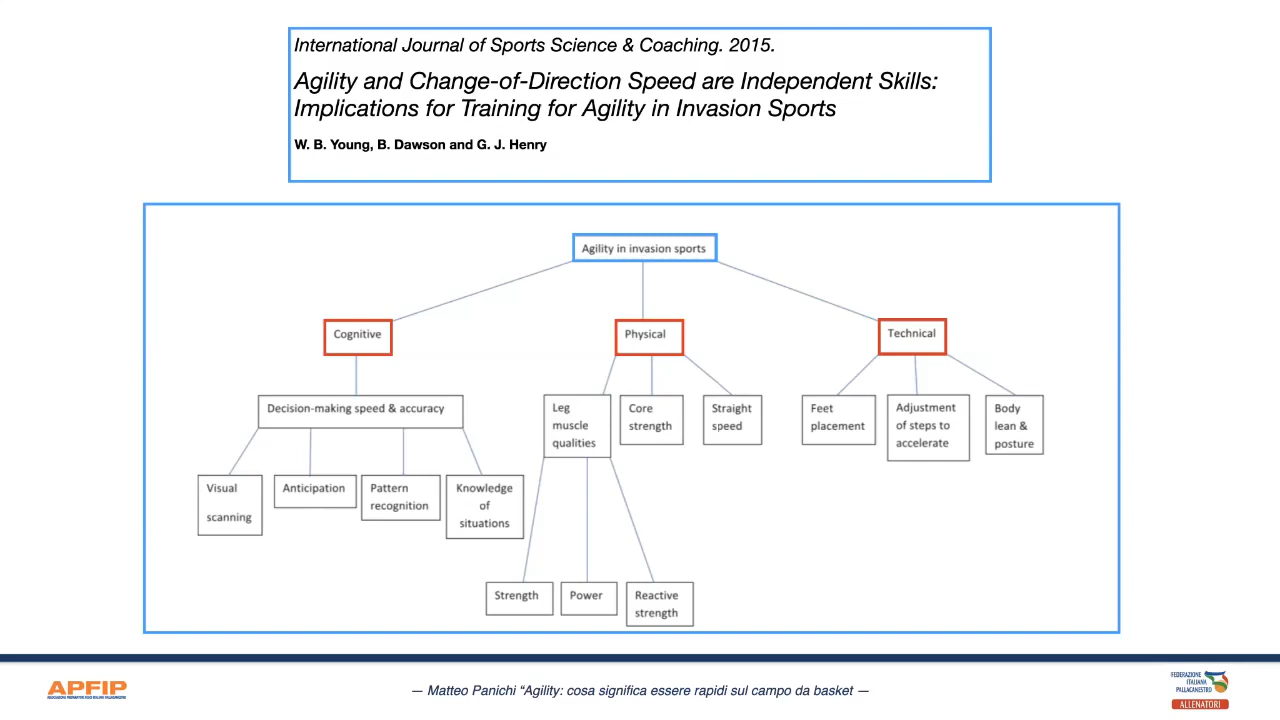 International Journal of Sports Science & Coaching. 2015.
Agility and Change-of-Direction Speed are Independent Skills:
Implications for Training for Agility in Invasion Sports
W. B. Young, B. Dawson and G. J. Henry
Agility in invasion sports
Cognitive
Physical
Technical
Decision-making speed & accuracy
Leg
muscle
qualities
Core
strength
Straight
speed
Feet
placement
Adjustment
of steps to
accelerate
Body
lean &
posture
Visual
scanning
Anticipation
Pattern
recognition
Knowledge
of
situations
Strength
Power
Reactive
strength
APFIP
— Matteo Panichi “Agility: cosa significa essere rapidi sul campo da basket —
FEDERAZIONE
ITALIANA
PALLACANESTRO
ALLENATORI